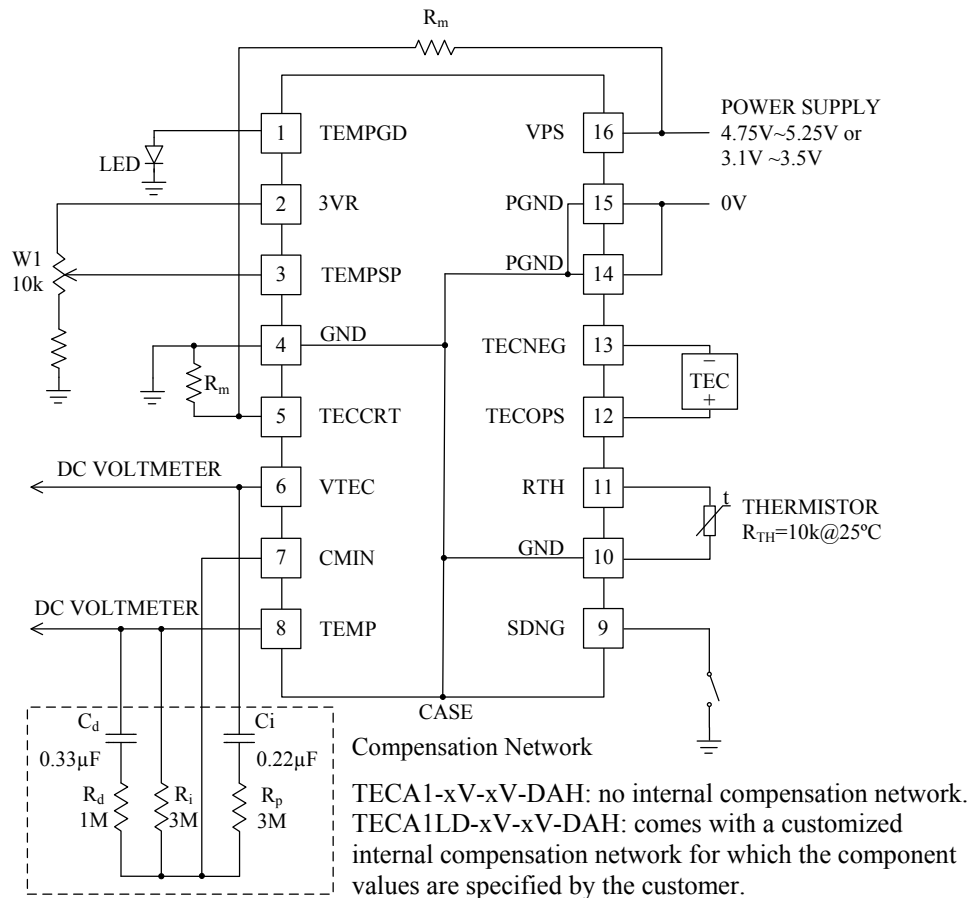 Rm
1 TEMPGD VPS 16
POWER SUPPLY
4.75V~5.25V or
3.1V ~3.5V
LED
2 3VR PGND 15
0V
W1
10k
3 TEMPSP PGND 14
4 GND TECNEG 13
−
TEC
+
Rm
5 TECCRT TECOPS 12
DC VOLTMETER
6 VTEC RTH 11
t
THERMISTOR
RTH=10k@25ºC
7 CMIN GND 10
DC VOLTMETER
8 TEMP SDNG 9
CASE
Cd Ci
0.33µF 0.22µF
Rd Ri Rp
1M 3M 3M
Compensation Network
TECA1-xV-xV-DAH: no internal compensation network.
TECA1LD-xV-xV-DAH: comes with a customized
internal compensation network for which the component
values are specified by the customer.